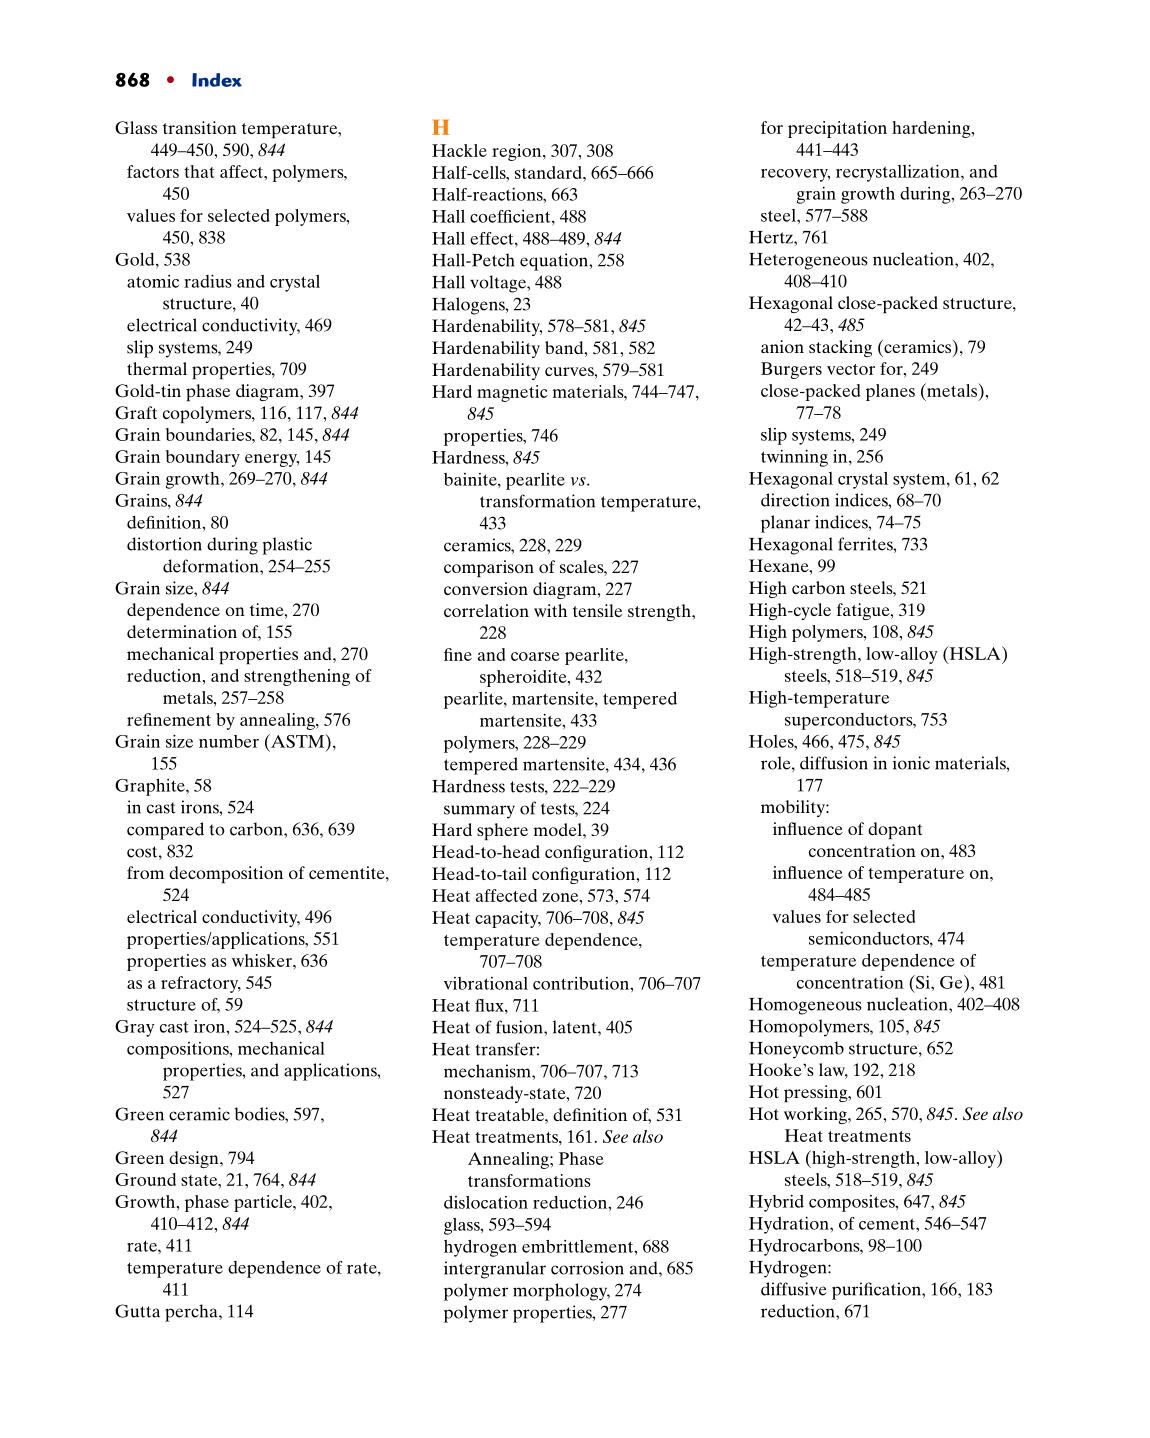 868 • Index
Glass transition temperature,
449–450, 590, 844
factors that affect, polymers,
450
values for selected polymers,
450, 838
Gold, 538
atomic radius and crystal
structure, 40
electrical conductivity, 469
slip systems, 249
thermal properties, 709
Gold-tin phase diagram, 397
Graft copolymers, 116, 117, 844
Grain boundaries, 82, 145, 844
Grain boundary energy, 145
Grain growth, 269–270, 844
Grains, 844
definition, 80
distortion during plastic
deformation, 254–255
Grain size, 844
dependence on time, 270
determination of, 155
mechanical properties and, 270
reduction, and strengthening of
metals, 257–258
refinement by annealing, 576
Grain size number (ASTM),
155
Graphite, 58
in cast irons, 524
compared to carbon, 636, 639
cost, 832
from decomposition of cementite,
524
electrical conductivity, 496
properties/applications, 551
properties as whisker, 636
as a refractory, 545
structure of, 59
Gray cast iron, 524–525, 844
compositions, mechanical
properties, and applications,
527
Green ceramic bodies, 597,
844
Green design, 794
Ground state, 21, 764, 844
Growth, phase particle, 402,
410–412, 844
rate, 411
temperature dependence of rate,
411
Gutta percha, 114
H
Hackle region, 307, 308
Half-cells, standard, 665–666
Half-reactions, 663
Hall coefficient, 488
Hall effect, 488–489, 844
Hall-Petch equation, 258
Hall voltage, 488
Halogens, 23
Hardenability, 578–581, 845
Hardenability band, 581, 582
Hardenability curves, 579–581
Hard magnetic materials, 744–747,
845
properties, 746
Hardness, 845
bainite, pearlite vs.
transformation temperature,
433
ceramics, 228, 229
comparison of scales, 227
conversion diagram, 227
correlation with tensile strength,
228
fine and coarse pearlite,
spheroidite, 432
pearlite, martensite, tempered
martensite, 433
polymers, 228–229
tempered martensite, 434, 436
Hardness tests, 222–229
summary of tests, 224
Hard sphere model, 39
Head-to-head configuration, 112
Head-to-tail configuration, 112
Heat affected zone, 573, 574
Heat capacity, 706–708, 845
temperature dependence,
707–708
vibrational contribution, 706–707
Heat flux, 711
Heat of fusion, latent, 405
Heat transfer:
mechanism, 706–707, 713
nonsteady-state, 720
Heat treatable, definition of, 531
Heat treatments, 161. See also
Annealing; Phase
transformations
dislocation reduction, 246
glass, 593–594
hydrogen embrittlement, 688
intergranular corrosion and, 685
polymer morphology, 274
polymer properties, 277
for precipitation hardening,
441–443
recovery, recrystallization, and
grain growth during, 263–270
steel, 577–588
Hertz, 761
Heterogeneous nucleation, 402,
408–410
Hexagonal close-packed structure,
42–43, 485
anion stacking (ceramics), 79
Burgers vector for, 249
close-packed planes (metals),
77–78
slip systems, 249
twinning in, 256
Hexagonal crystal system, 61, 62
direction indices, 68–70
planar indices, 74–75
Hexagonal ferrites, 733
Hexane, 99
High carbon steels, 521
High-cycle fatigue, 319
High polymers, 108, 845
High-strength, low-alloy (HSLA)
steels, 518–519, 845
High-temperature
superconductors, 753
Holes, 466, 475, 845
role, diffusion in ionic materials,
177
mobility:
influence of dopant
concentration on, 483
influence of temperature on,
484–485
values for selected
semiconductors, 474
temperature dependence of
concentration (Si, Ge), 481
Homogeneous nucleation, 402–408
Homopolymers, 105, 845
Honeycomb structure, 652
Hooke's law, 192, 218
Hot pressing, 601
Hot working, 265, 570, 845. See also
Heat treatments
HSLA (high-strength, low-alloy)
steels, 518–519, 845
Hybrid composites, 647, 845
Hydration, of cement, 546–547
Hydrocarbons, 98–100
Hydrogen:
diffusive purification, 166, 183
reduction, 671